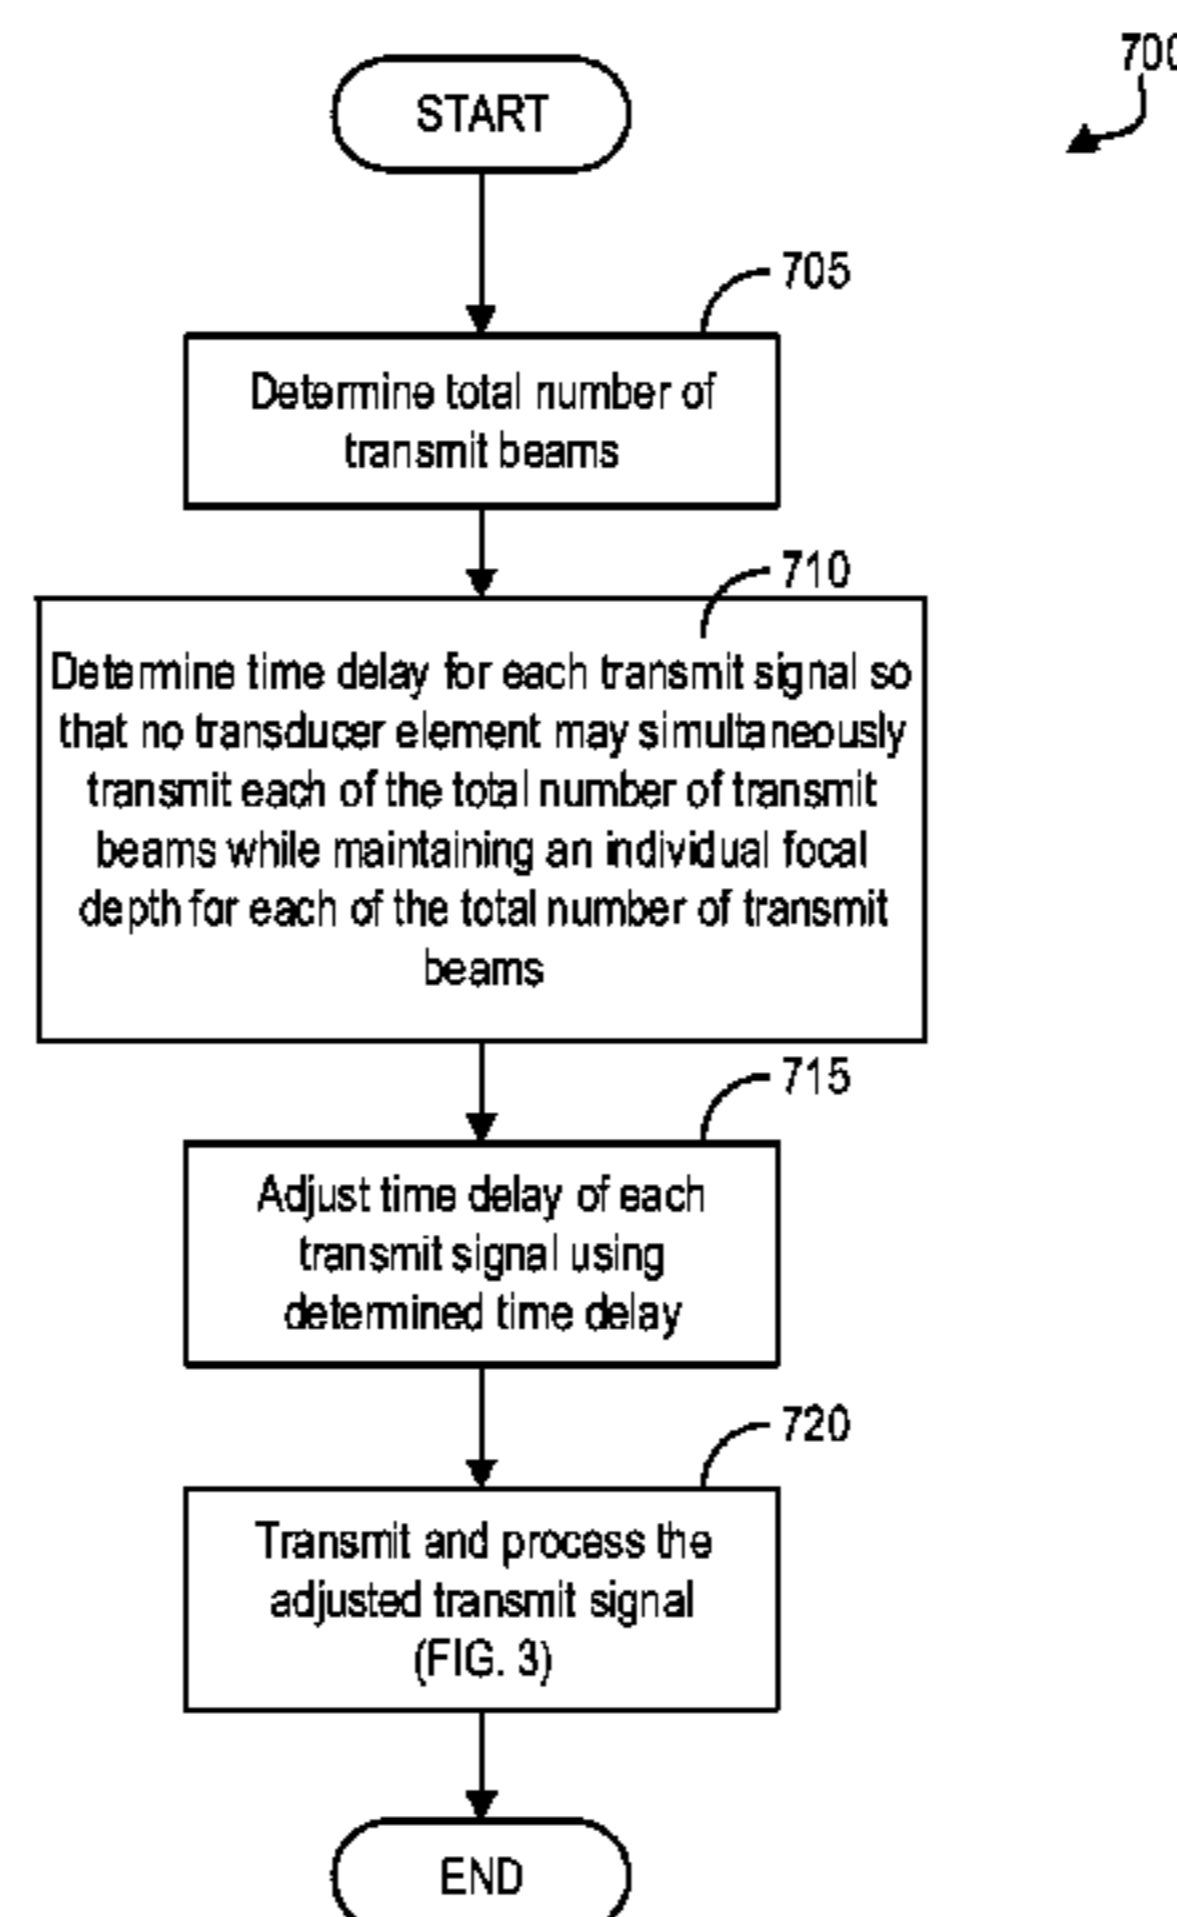 700
START
705
Determine total number of
transmit beams
710
Determine time delay for each transmit signal so
that no transducer element may simultaneously
transmit each of the total number of transmit
beams while maintaining an individual focal
depth for each of the total number of transmit
beams
715
Adjust time delay of each
transmit signal using
determined time delay
720
Transmit and process the
adjusted transmit signal
(FIG. 3)
END